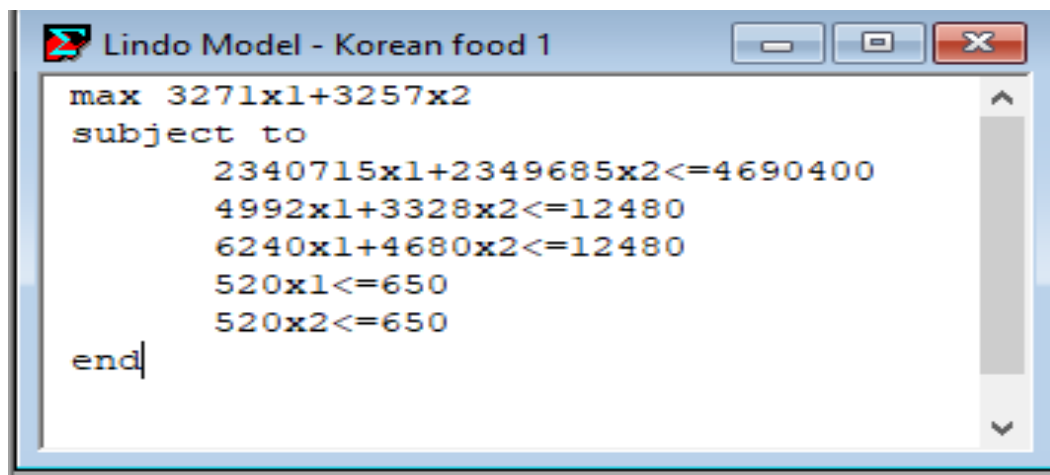 Lindo Model - Korean food 1
max 3271x1+3257x2
subject to
2340715x1+2349685x2<=4690400
4992x1+3328x2<=12480
6240x1+4680x2<=12480
520x1<=650
520x2<=650
end